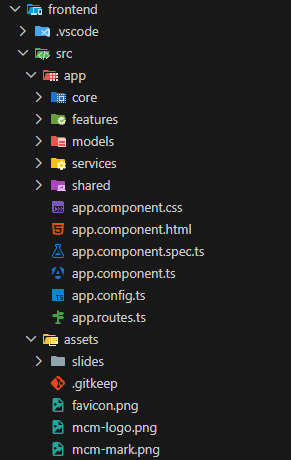 frontend
.vscode
src
app
core
features
models
services
shared
app.component.css
app.component.html
app.component.spec.ts
app.component.ts
TS app.config.ts
app.routes.ts
assets
slides
.gitkeep
favicon.png
mcm-logo.png
mcm-mark.png